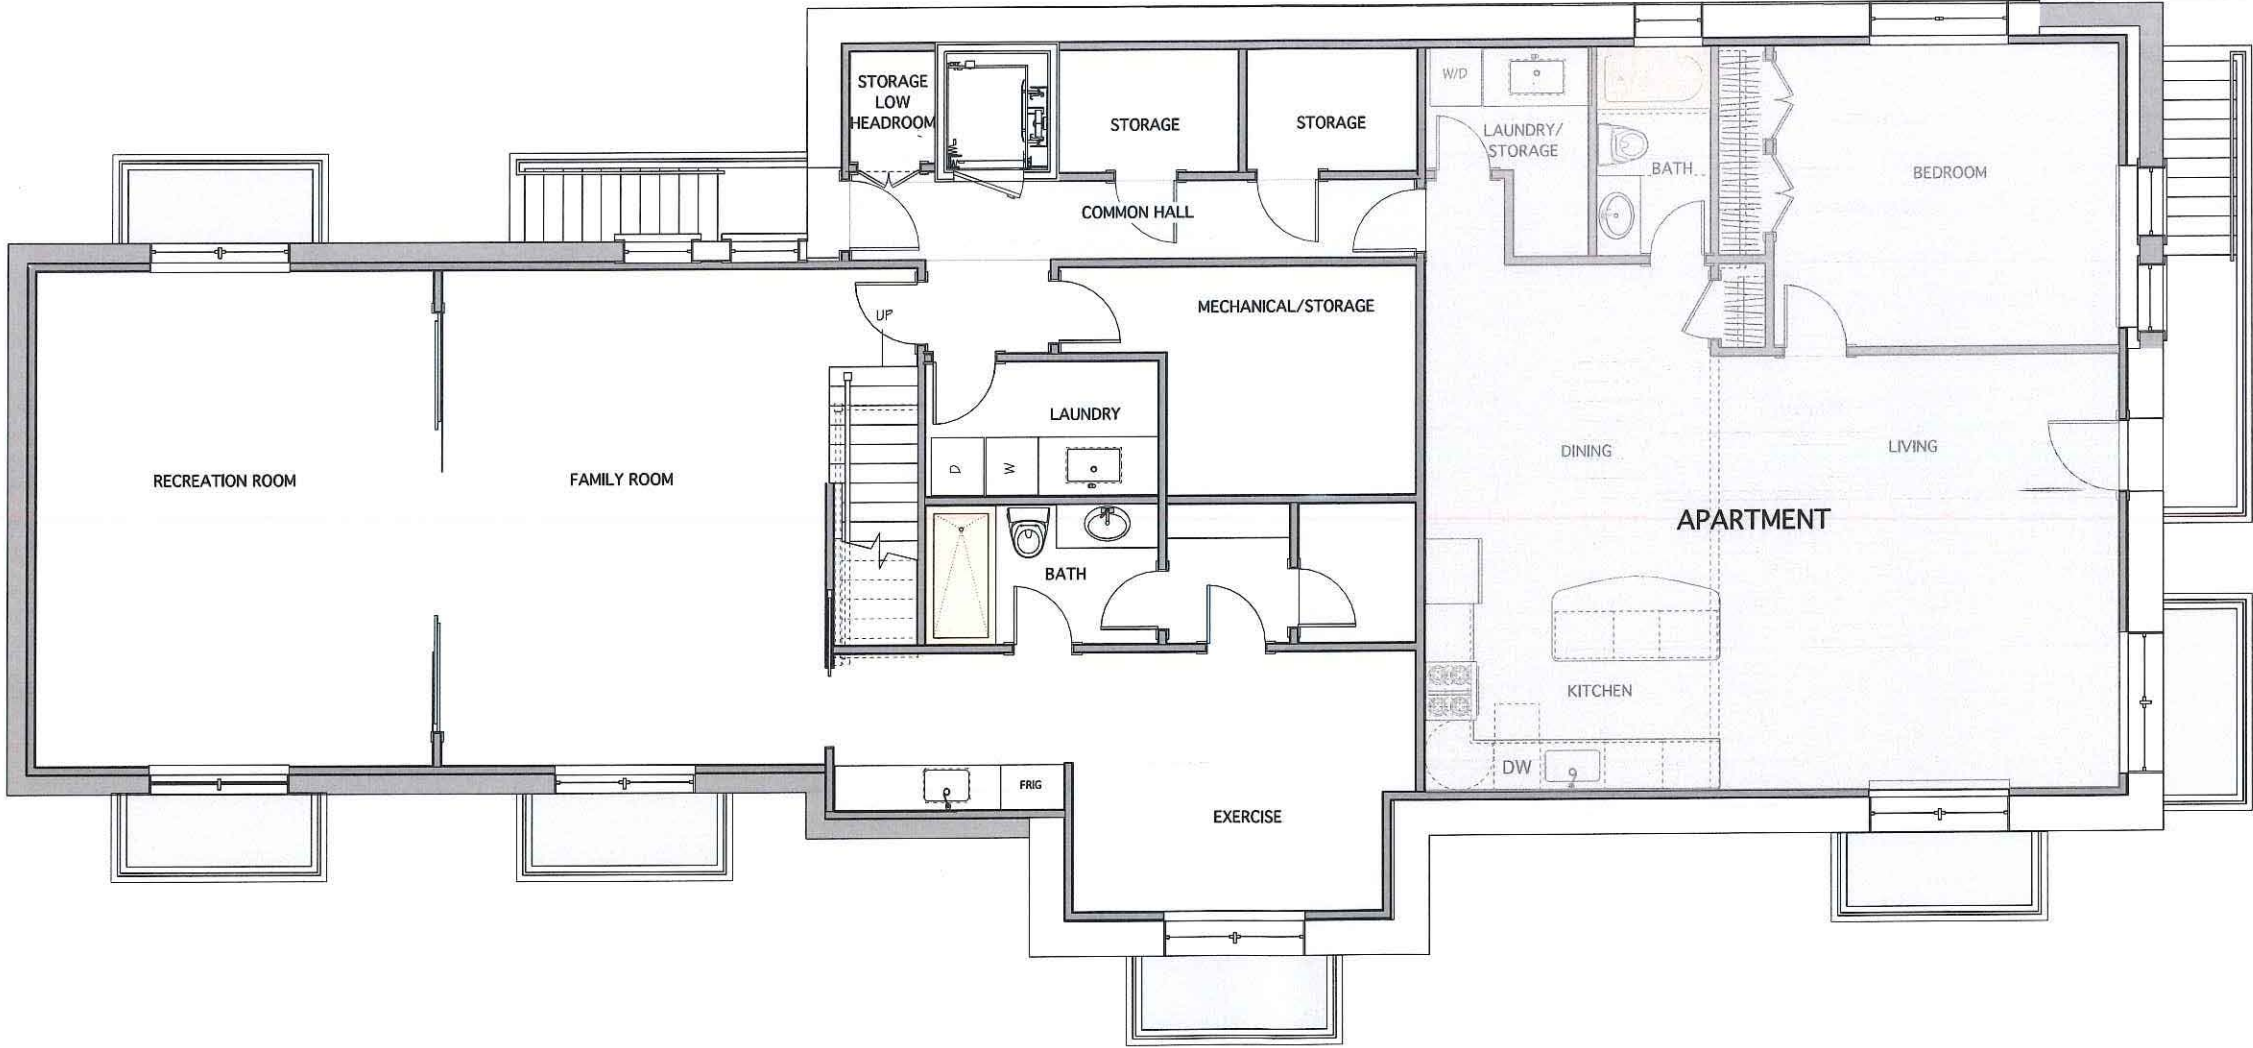 STORAGE
LOW
HEADROOM
STORAGE
STORAGE
W/D
LAUNDRY/
STORAGE
BATH
BEDROOM
COMMON HALL
MECHANICAL/STORAGE
UP
LAUNDRY
D
W
RECREATION ROOM
FAMILY ROOM
DINING
LIVING
APARTMENT
BATH
KITCHEN
DW
FRIG
EXERCISE